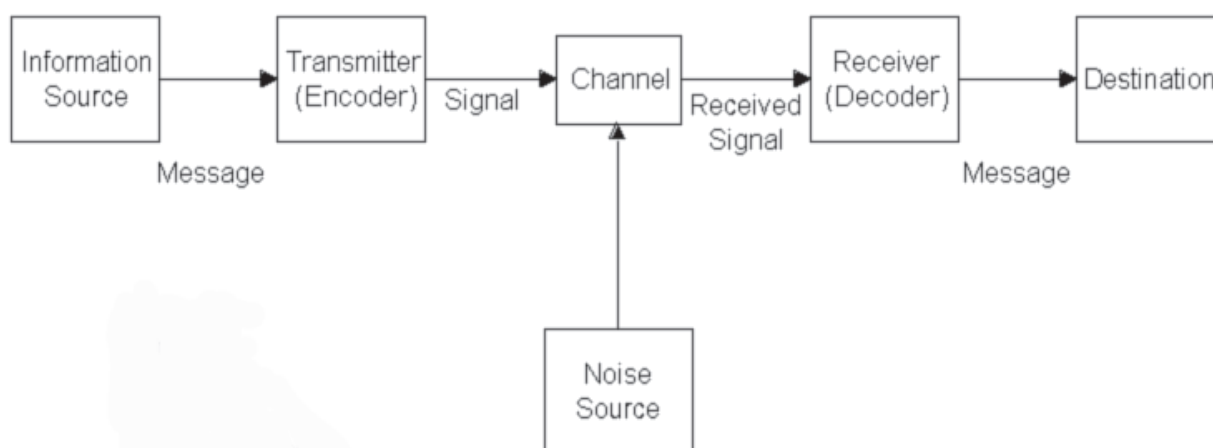 Information
Source
Transmitter
(Encoder)
Channel
Receiver
(Decoder)
Destination
Signal
Received
Signal
Message
Message
Noise
Source